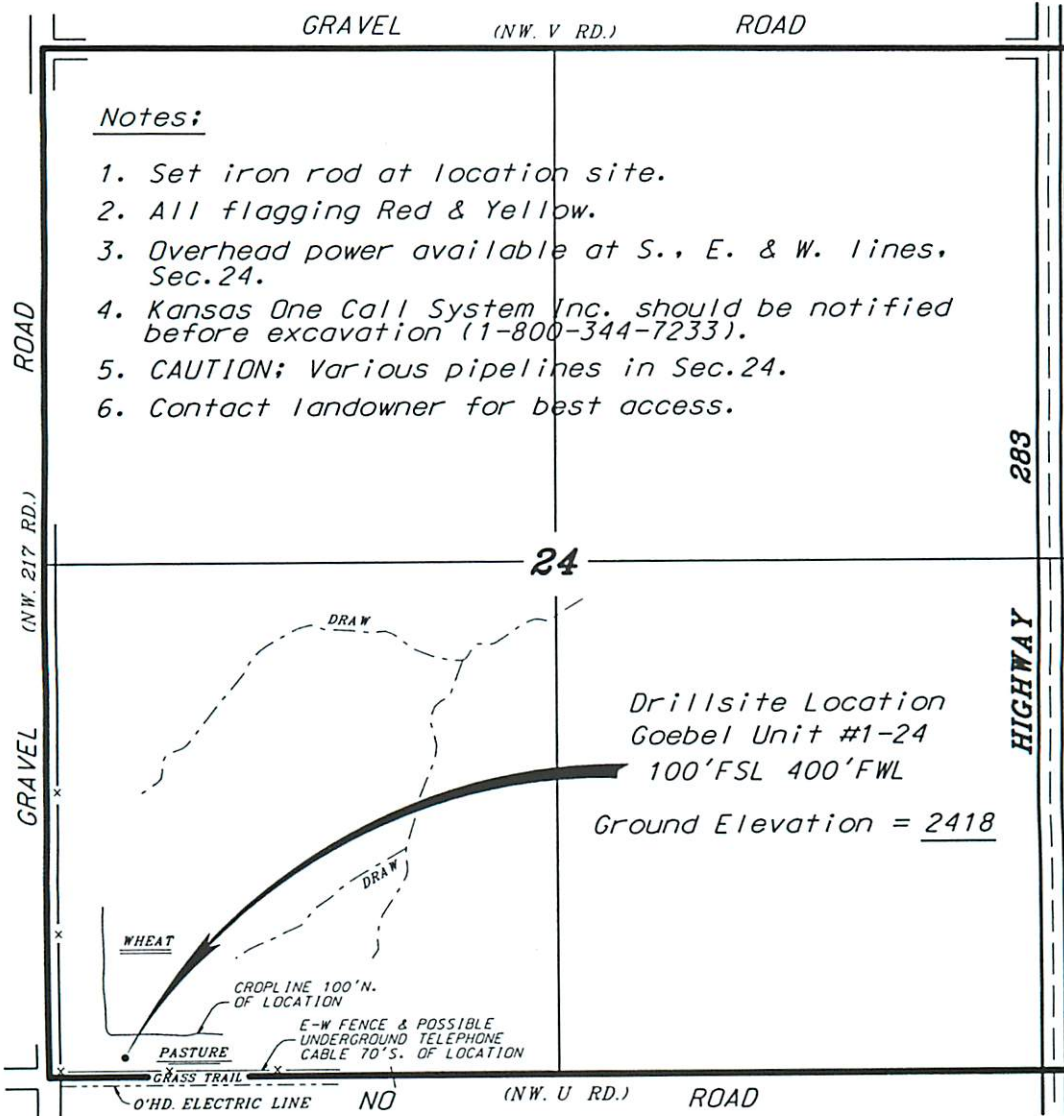 GRAVEL (NW. V RD.) ROAD
Notes:
1. Set iron rod at location site.
2. All flagging Red & Yellow.
3. Overhead power available at S., E. & W. lines,
Sec.24.
4. Kansas One Call System Inc. should be notified
before excavation (1-800-344-7233).
5. CAUTION: Various pipelines in Sec.24.
6. Contact landowner for best access.
GRAVEL (NW. 217 RD.) ROAD
HIGHWAY 283
24
DRAW
Drillsite Location
Goebel Unit #1-24
100'FSL 400'FWL
Ground Elevation = 2418
DRAW
WHEAT
CROPLINE 100'N.
OF LOCATION
E-W FENCE & POSSIBLE
UNDERGROUND TELEPHONE
CABLE 70'S. OF LOCATION
PASTURE
GRASS TRAIL
O'HD. ELECTRIC LINE
NO (NW. U RD.) ROAD